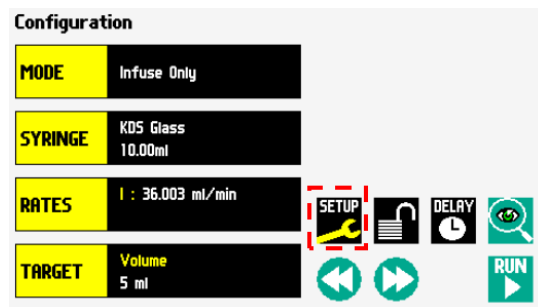 Configuration
MODE
Infuse Only
SYRINGE
KDS Glass
10.00ml
RATES
I : 36.003 ml/min
SETUP
DELAY
TARGET
Volume
5 ml
RUN